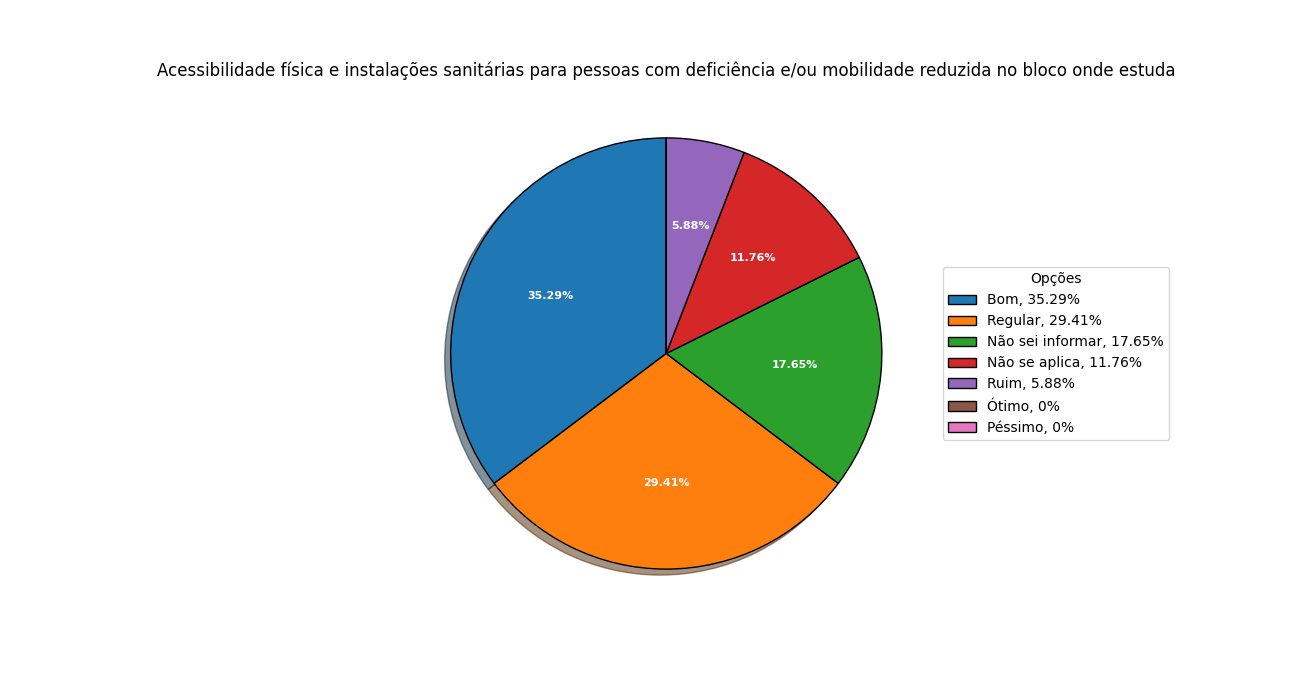 Acessibilidade física e instalações sanitárias para pessoas com deficiência e/ou mobilidade reduzida no bloco onde estuda
5.88%
11.76%
35.29%
17.65%
29.41%
Opções
Bom, 35.29%
Regular, 29.41%
Não sei informar, 17.65%
Não se aplica, 11.76%
Ruim, 5.88%
Ótimo, 0%
Péssimo, 0%